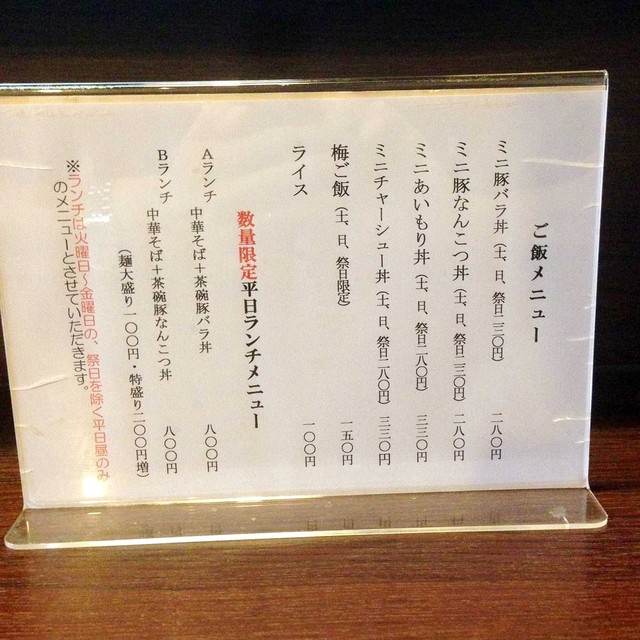 ご飯メニュー
ミニ豚バラ丼（土、日、祭日二三〇円） 二八〇円
ミニ豚なんこつ丼（土、日、祭日二三〇円） 二八〇円
ミニあいもり丼（土、日、祭日二八〇円） 三三〇円
ミニチャーシュー丼（土、日、祭日二八〇円） 三三〇円
梅ご飯（土、日、祭日限定） 一五〇円
ライス 一〇〇円
数量限定平日ランチメニュー
Aランチ 中華そば＋茶碗豚バラ丼 八〇〇円
Bランチ 中華そば＋茶碗豚なんこつ丼 八〇〇円
（麺大盛り一〇〇円・特盛り二〇〇円増）
※ランチは火曜日～金曜日の、祭日を除く平日昼のみ
のメニューとさせていただきます。